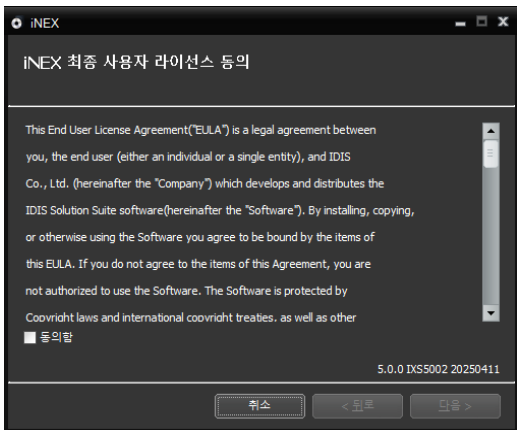 iNEX
iNEX 최종 사용자 라이선스 동의
This End User License Agreement("EULA") is a legal agreement between
you, the end user (either an individual or a single entity), and IDIS
Co., Ltd. (hereinafter the "Company") which develops and distributes the
IDIS Solution Suite software(hereinafter the "Software"). By installing, copying,
or otherwise using the Software you agree to be bound by the items of
this EULA. If you do not agree to the items of this Agreement, you are
not authorized to use the Software. The Software is protected by
Copyright laws and international copyright treaties, as well as other
동의함
5.0.0 IXS5002 20250411
취소
< 뒤로
다음 >